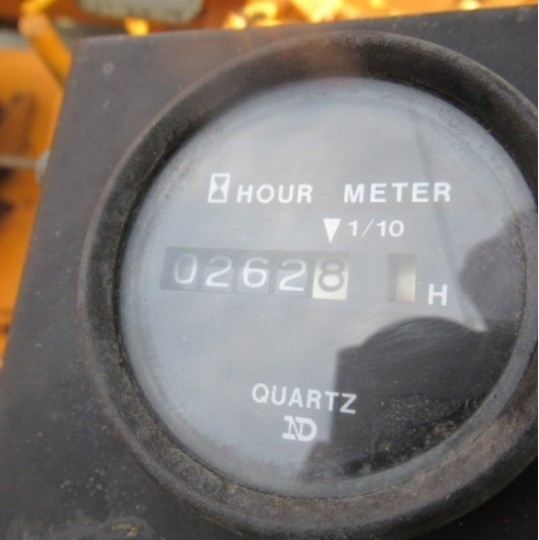 HOUR METER
1/10
02628 H
QUARTZ
ND